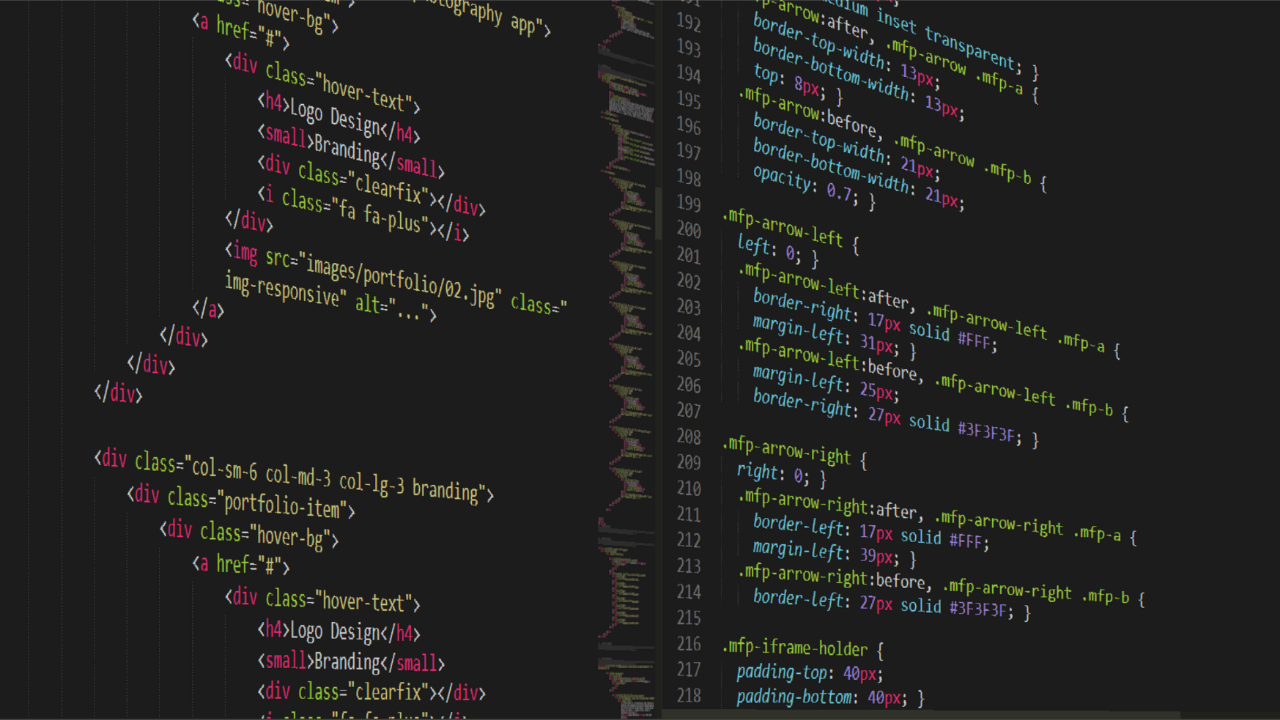 photography app">
hover-bg">
<a href="#">
<div class="hover-text">
<h4>Logo Design</h4>
<small>Branding</small>
<div class="clearfix"></div>
<i class="fa fa-plus"></i>
</div>
<img src="images/portfolio/02.jpg" class="
img-responsive" alt="...">
</a>
</div>
</div>
</div>
<div class="col-sm-6 col-md-3 col-lg-3 branding">
<div class="portfolio-item">
<div class="hover-bg">
<a href="#">
<div class="hover-text">
<h4>Logo Design</h4>
<small>Branding</small>
<div class="clearfix"></div>
<i class="fa fa-plus"></i>
medium inset transparent; }
.mfp-arrow:after, .mfp-arrow .mfp-a {
191 border-top-width: 13px;
192 border-bottom-width: 13px;
193 top: 8px; }
194 .mfp-arrow:before, .mfp-arrow .mfp-b {
195 border-top-width: 21px;
196 border-bottom-width: 21px;
197 opacity: 0.7; }
198
199 .mfp-arrow-left {
200 left: 0; }
201 .mfp-arrow-left:after, .mfp-arrow-left .mfp-a {
202 border-right: 17px solid #FFF;
203 margin-left: 31px; }
204 .mfp-arrow-left:before, .mfp-arrow-left .mfp-b {
205 margin-left: 25px;
206 border-right: 27px solid #3F3F3F; }
207
208 .mfp-arrow-right {
209 right: 0; }
210 .mfp-arrow-right:after, .mfp-arrow-right .mfp-a {
211 border-left: 17px solid #FFF;
212 margin-left: 39px; }
213 .mfp-arrow-right:before, .mfp-arrow-right .mfp-b {
214 border-left: 27px solid #3F3F3F; }
215
216 .mfp-iframe-holder {
217 padding-top: 40px;
218 padding-bottom: 40px; }